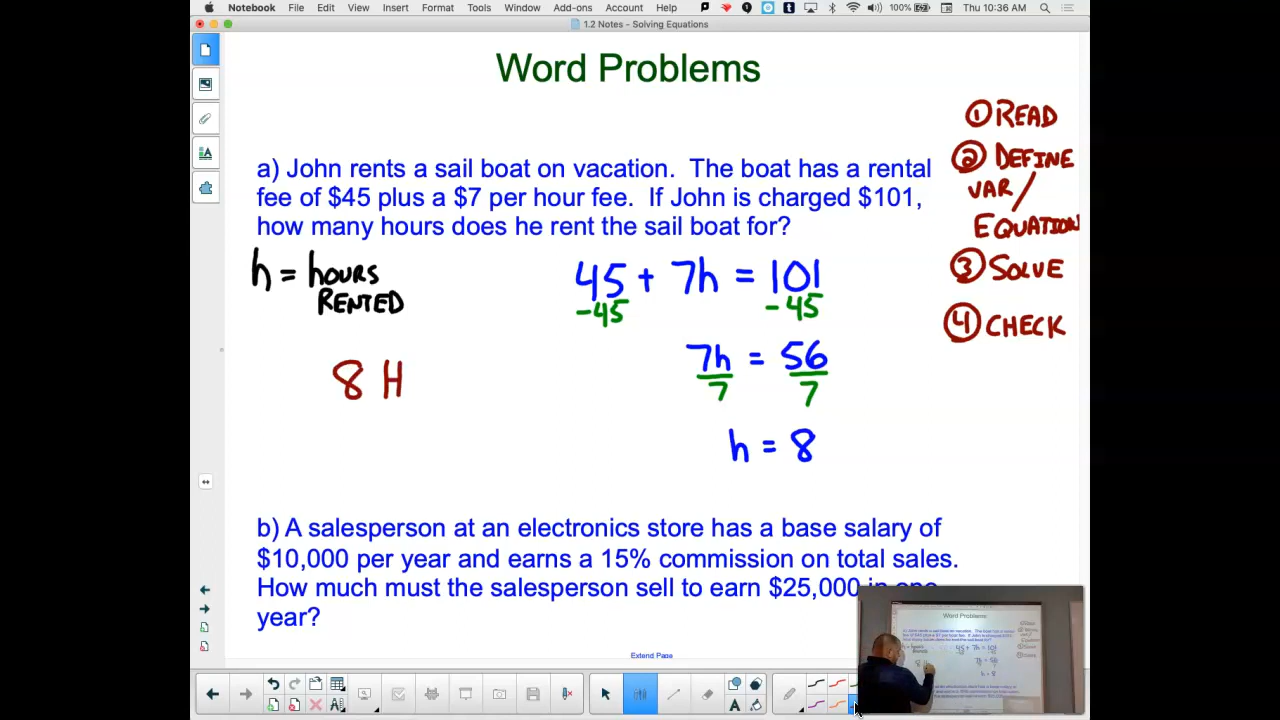 Notebook File Edit View Insert Format Tools Window Add-ons Account Help 100% Thu 10:36 AM
1.2 Notes - Solving Equations
Word Problems
a) John rents a sail boat on vacation. The boat has a rental
fee of $45 plus a $7 per hour fee. If John is charged $101,
how many hours does he rent the sail boat for?
h = hours
RENTED
45 + 7h = 101
-45 -45
7h = 56
7 7
h = 8
8 H
① READ
② DEFINE
VAR /
EQUATION
③ SOLVE
④ CHECK
b) A salesperson at an electronics store has a base salary of
$10,000 per year and earns a 15% commission on total sales.
How much must the salesperson sell to earn $25,000 in one
year?
Extend Page